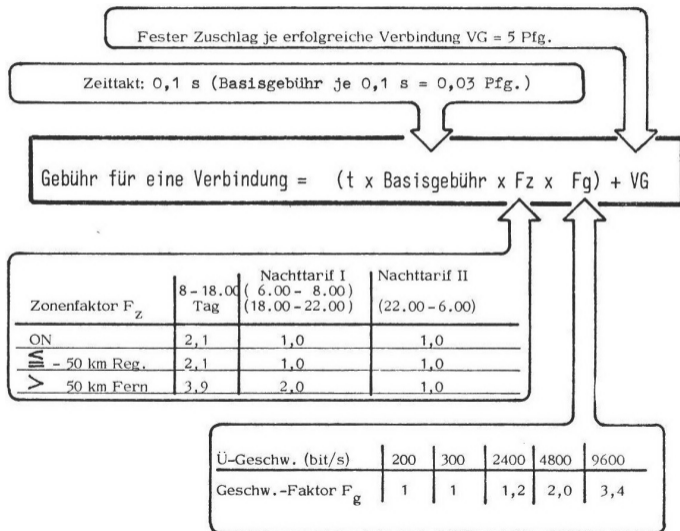 Fester Zuschlag je erfolgreiche Verbindung VG = 5 Pfg.
Zeittakt: 0,1 s (Basisgebühr je 0,1 s = 0,03 Pfg.)
Gebühr für eine Verbindung = (t x Basisgebühr x Fz x Fg) + VG
Zonenfaktor Fz 8-18.00 Tag Nachttarif I ( 6.00 - 8.00) (18.00-22.00) Nachttarif II (22.00-6.00)
ON 2,1 1,0 1,0
≦ - 50 km Reg. 2,1 1,0 1,0
> 50 km Fern 3,9 2,0 1,0
Ü-Geschw. (bit/s) 200 300 2400 4800 9600
Geschw.-Faktor Fg 1 1 1,2 2,0 3,4